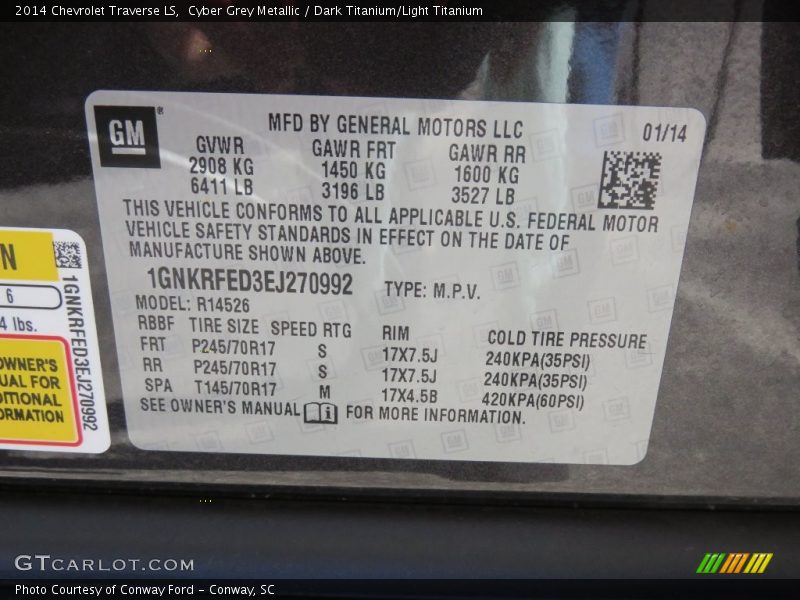 2014 Chevrolet Traverse LS,  Cyber Grey Metallic / Dark Titanium/Light Titanium
GM®
MFD BY GENERAL MOTORS LLC
01/14
GVWR GAWR FRT GAWR RR
2908 KG 1450 KG 1600 KG
6411 LB 3196 LB 3527 LB
THIS VEHICLE CONFORMS TO ALL APPLICABLE U.S. FEDERAL MOTOR
VEHICLE SAFETY STANDARDS IN EFFECT ON THE DATE OF
MANUFACTURE SHOWN ABOVE.
1GNKRFED3EJ270992 TYPE: M.P.V.
MODEL: R14526
RBBF TIRE SIZE SPEED RTG RIM COLD TIRE PRESSURE
FRT P245/70R17 S 17X7.5J 240KPA(35PSI)
RR P245/70R17 S 17X7.5J 240KPA(35PSI)
SPA T145/70R17 M 17X4.5B 420KPA(60PSI)
SEE OWNER'S MANUAL i FOR MORE INFORMATION.
N
6
4 lbs.
OWNER'S
UAL FOR
DITIONAL
ORMATION
1GNKRFED3EJ270992
GTCARLOT.COM
Photo Courtesy of Conway Ford - Conway, SC